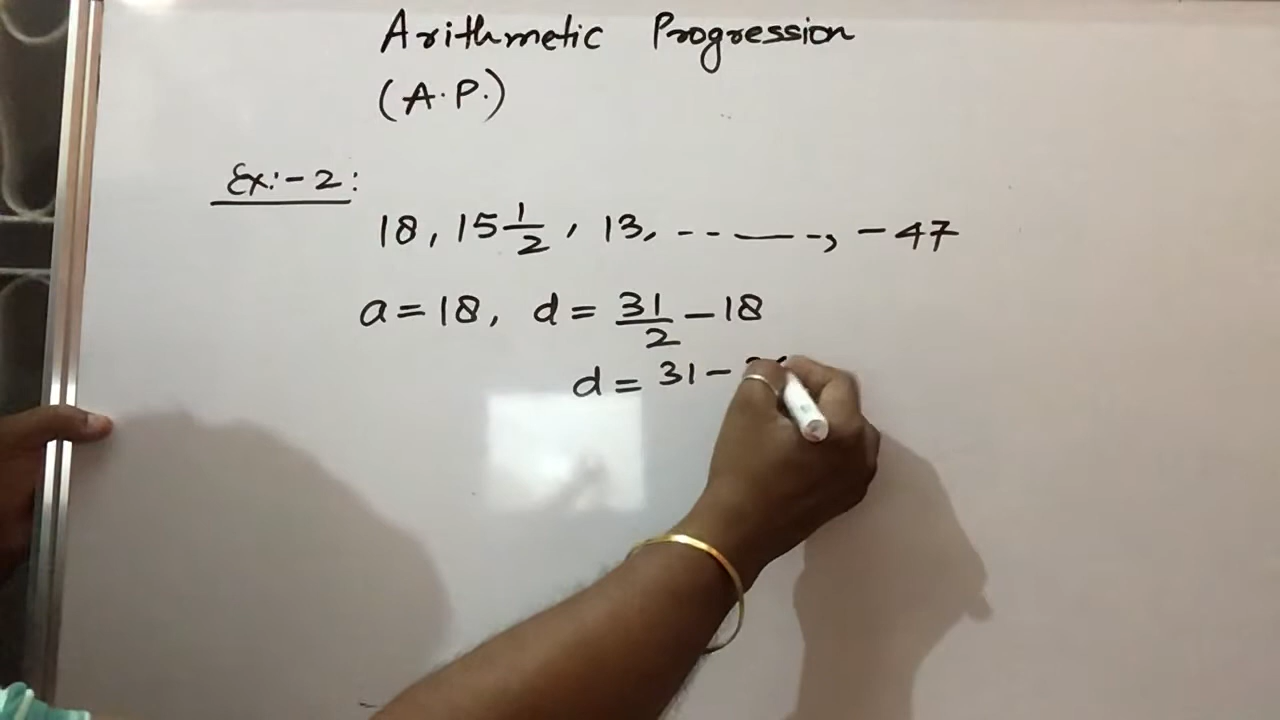 Arithmetic Progression
(A.P.)
Ex:-2:
18, 15 1/2, 13, -- —--, -47
a = 18, d = 31/2 - 18
d = 31 -